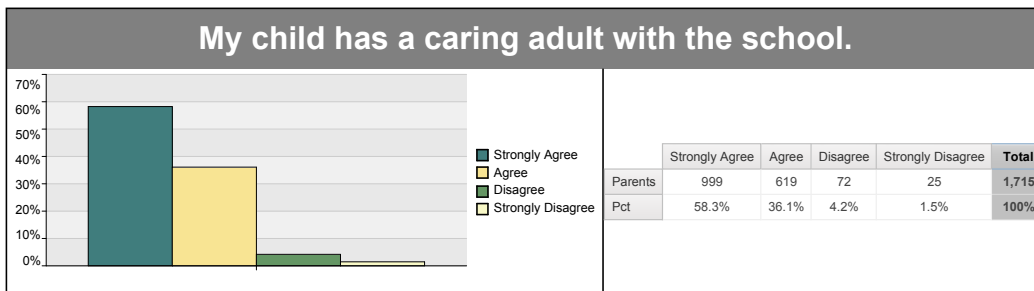 My child has a caring adult with the school.
70%
60%
50%
40%
30%
20%
10%
0%
Strongly Agree
Agree
Disagree
Strongly Disagree
Strongly Agree Agree Disagree Strongly Disagree Total
Parents 999 619 72 25 1,715
Pct 58.3% 36.1% 4.2% 1.5% 100%